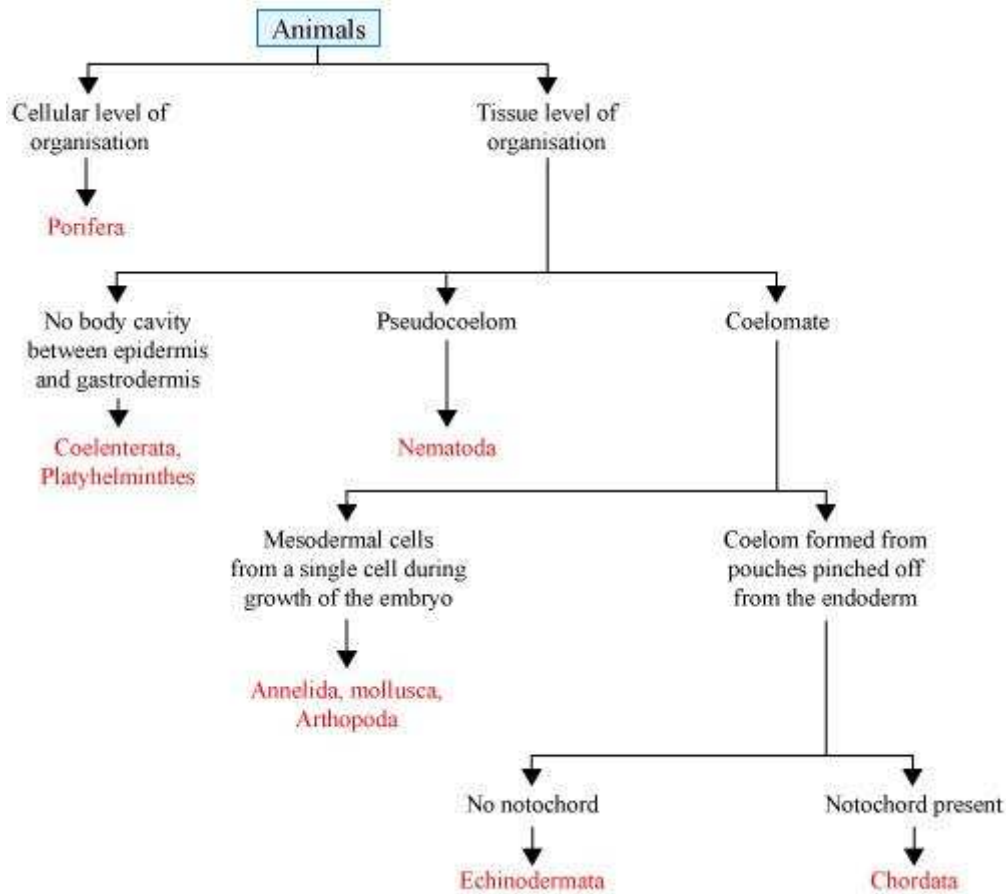 Animals
Cellular level of
organisation
Tissue level of
organisation
Porifera
No body cavity
between epidermis
and gastrodermis
Pseudocoelom
Coelomate
Coelenterata,
Platyhelminthes
Nematoda
Mesodermal cells
from a single cell during
growth of the embryo
Coelom formed from
pouches pinched off
from the endoderm
Annelida, mollusca,
Arthopoda
No notochord
Notochord present
Echinodermata
Chordata